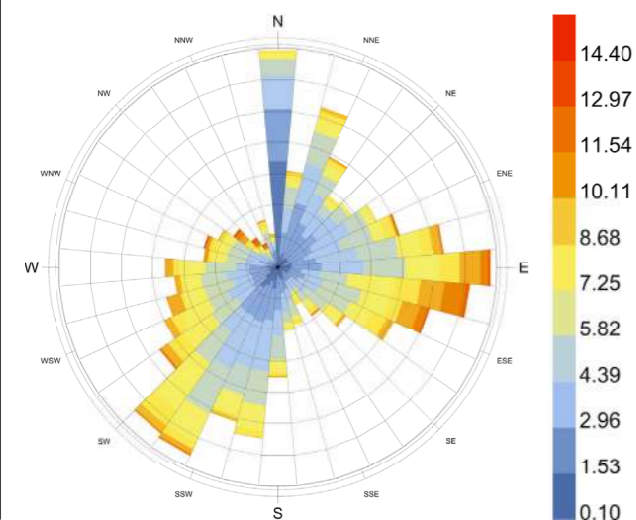 N
NNW
NNE
NW
NE
WNW
ENE
W
E
WSW
ESE
SW
SE
SSW
SSE
S
14.40
12.97
11.54
10.11
8.68
7.25
5.82
4.39
2.96
1.53
0.10